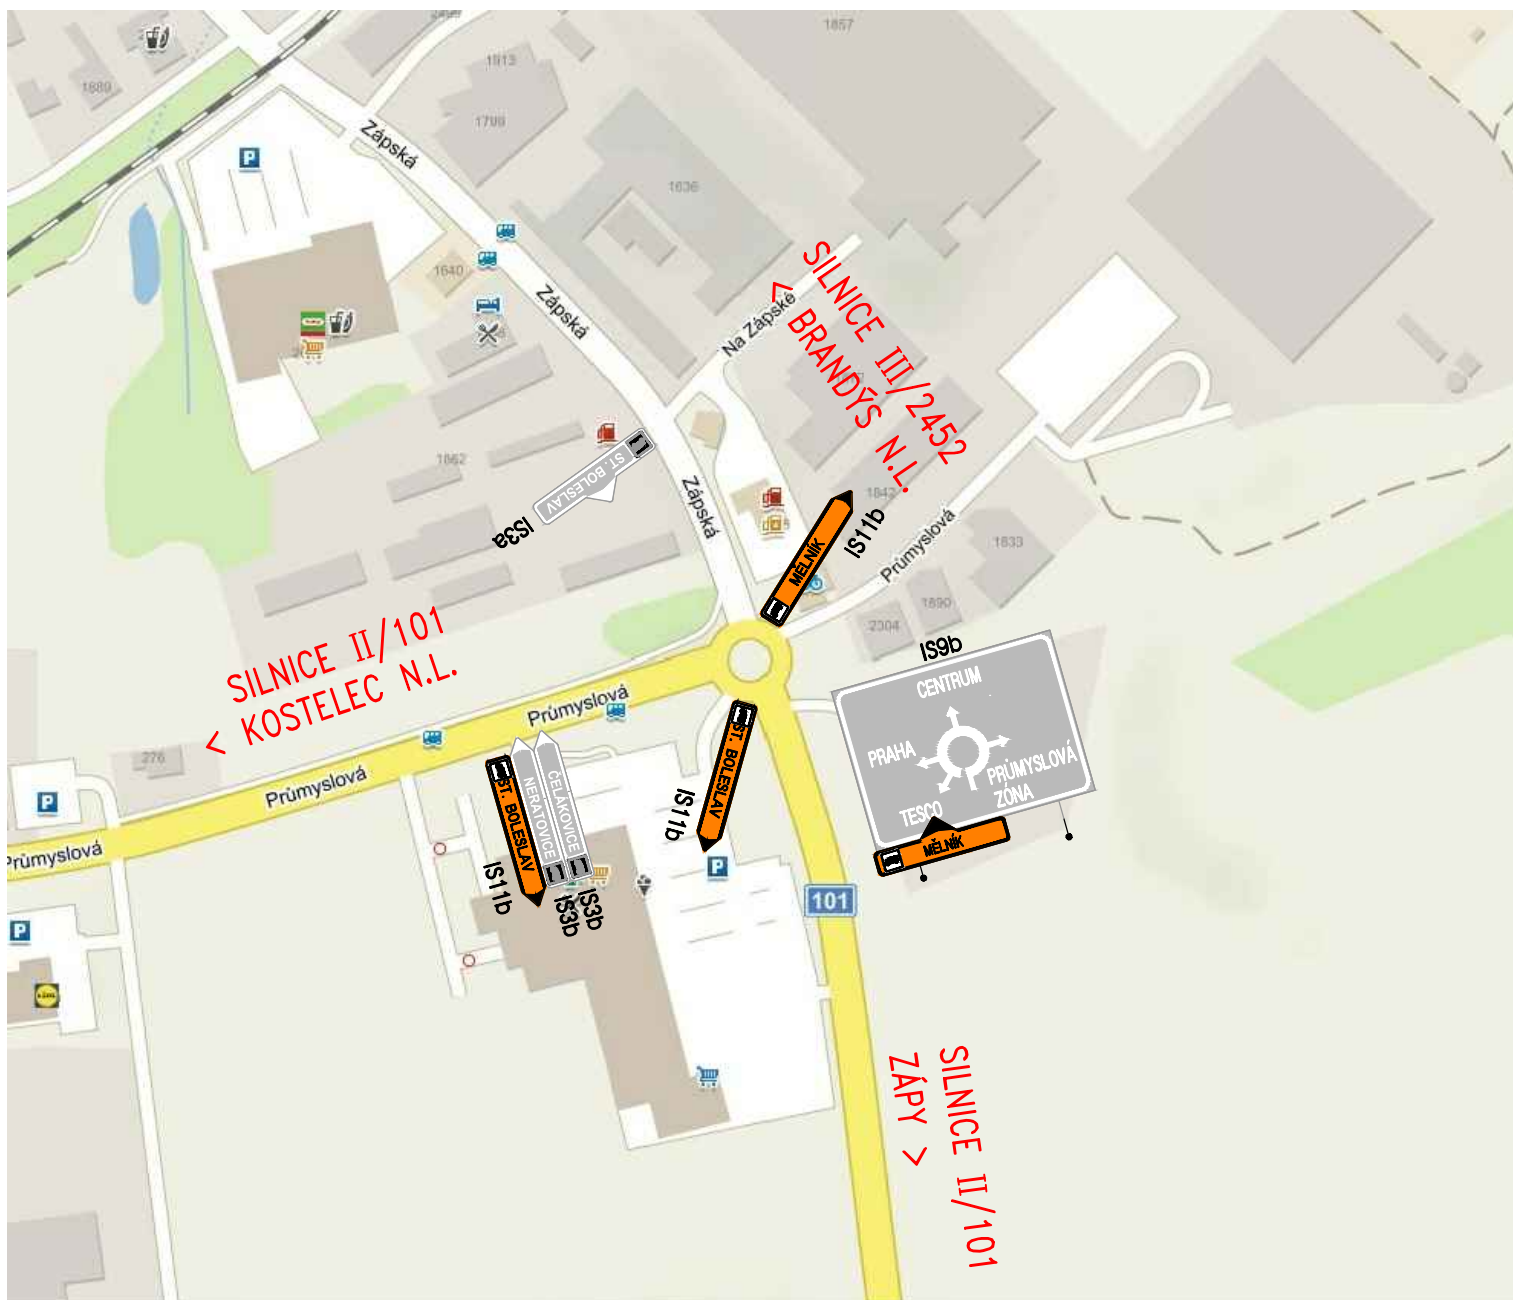 1857
1913
1889
1799
Zápská
1636
1640
Zápská
SILNICE III/2452
< BRANDÝS N.L.
Na Zápské
1862
ST. BOLESLAV
IS3a
Zápská
1842
IS11b
MĚLNÍK
Průmyslová
1833
1890
2304
SILNICE II/101
< KOSTELEC N.L.
IS9b
CENTRUM
PRAHA
PRŮMYSLOVÁ
ZÓNA
TESCO
MĚLNÍK
Průmyslová
276
Průmyslová
Průmyslová
ST. BOLESLAV
NERATOVICE
ČELÁKOVICE
IS11b
IS3b
IS3b
ST. BOLESLAV
IS11b
P
P
P
P
101
SILNICE II/101
ZÁPY >